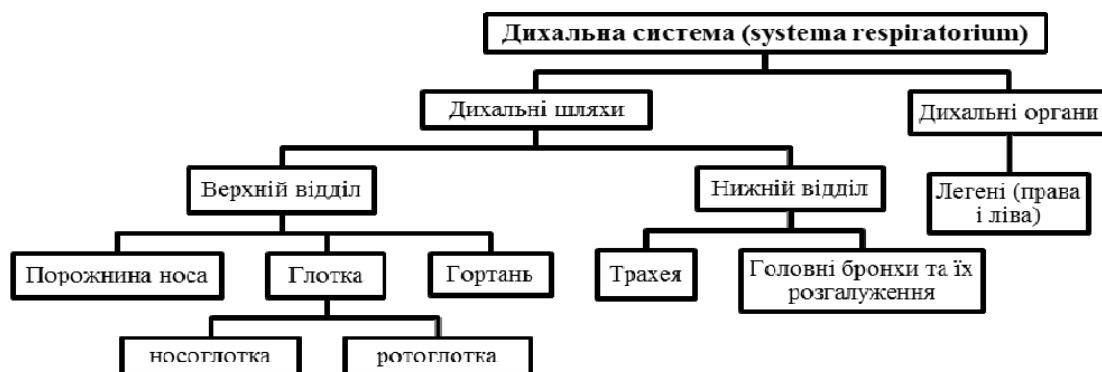 Дихальна система (systema respiratorium)
Дихальні шляхи
Дихальні органи
Верхній відділ
Нижній відділ
Легені (права
і ліва)
Порожнина носа
Глотка
Гортань
Трахея
Головні бронхи та їх
розгалуження
носоглотка
ротоглотка